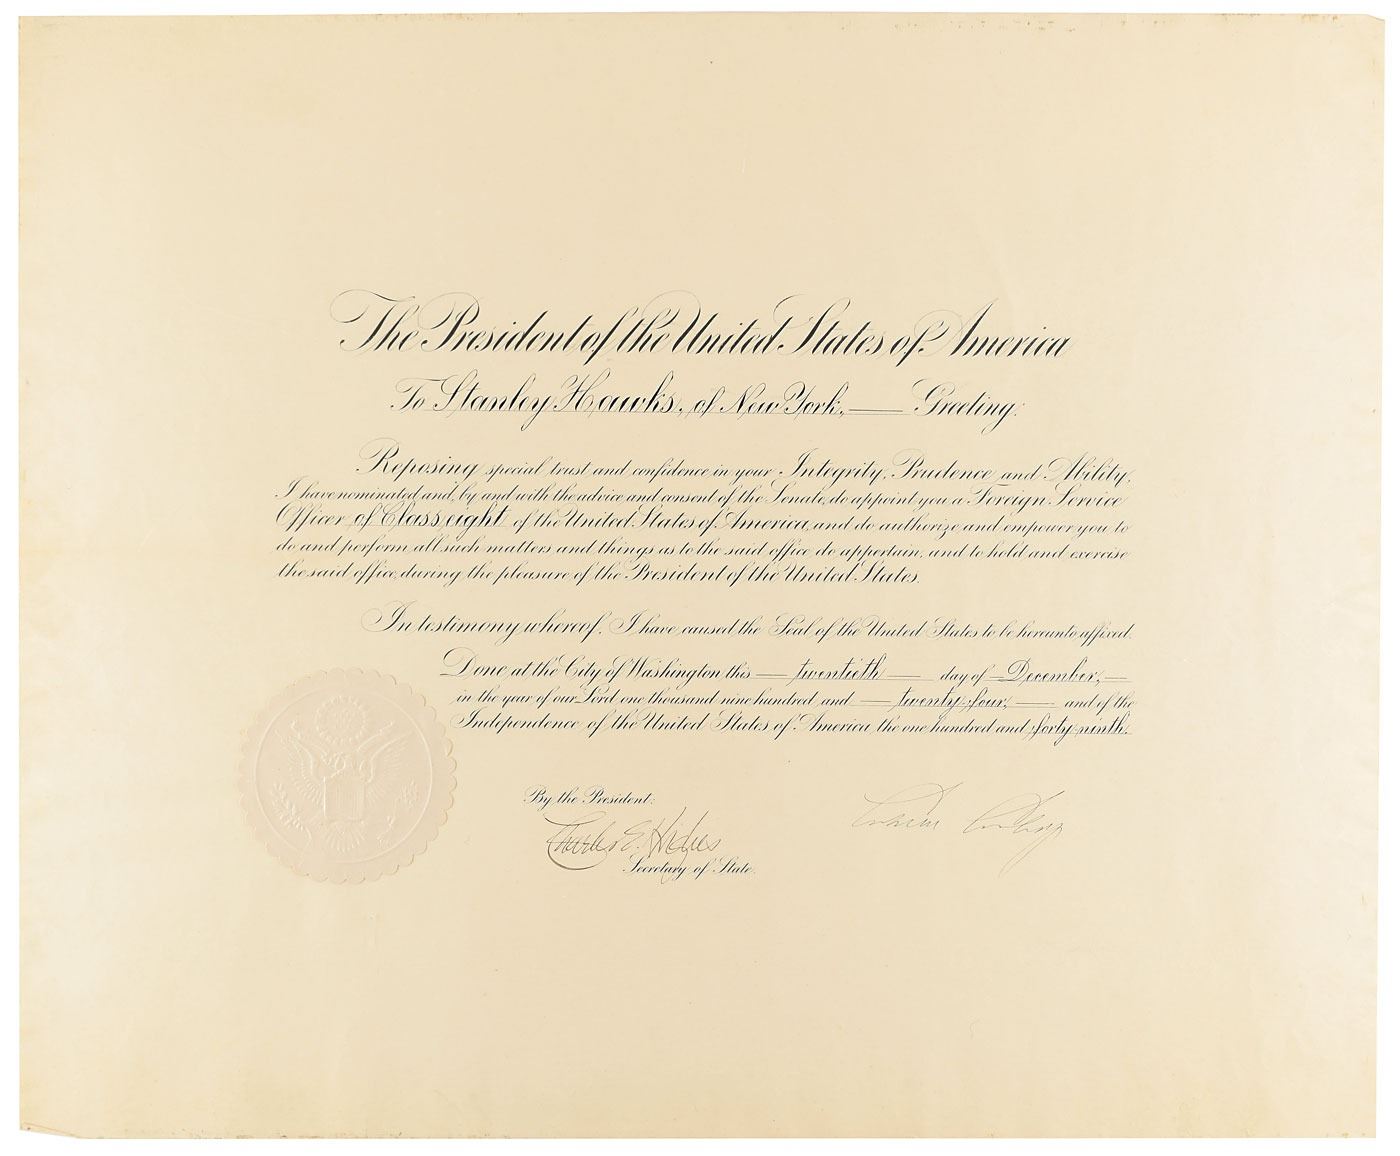 The President of the United States of America
To Stanley Hawks, of New York, — Greeting:
Reposing special trust and confidence in your Integrity, Prudence and Ability,
I have nominated and, by and with the advice and consent of the Senate, do appoint you a Foreign Service
Officer of Class eight of the United States of America, and do authorize and empower you to
do and perform all such matters and things as to the said office do appertain, and to hold and exercise
the said office, during the pleasure of the President of the United States.
In testimony whereof, I have caused the Seal of the United States to be hereunto affixed.
Done at the City of Washington this — twentieth — day of — December, —
in the year of our Lord one thousand nine hundred and — twenty-four, — and of the
Independence of the United States of America the one hundred and forty-ninth.
By the President:
Calvin Coolidge
Charles E. Hughes
Secretary of State.